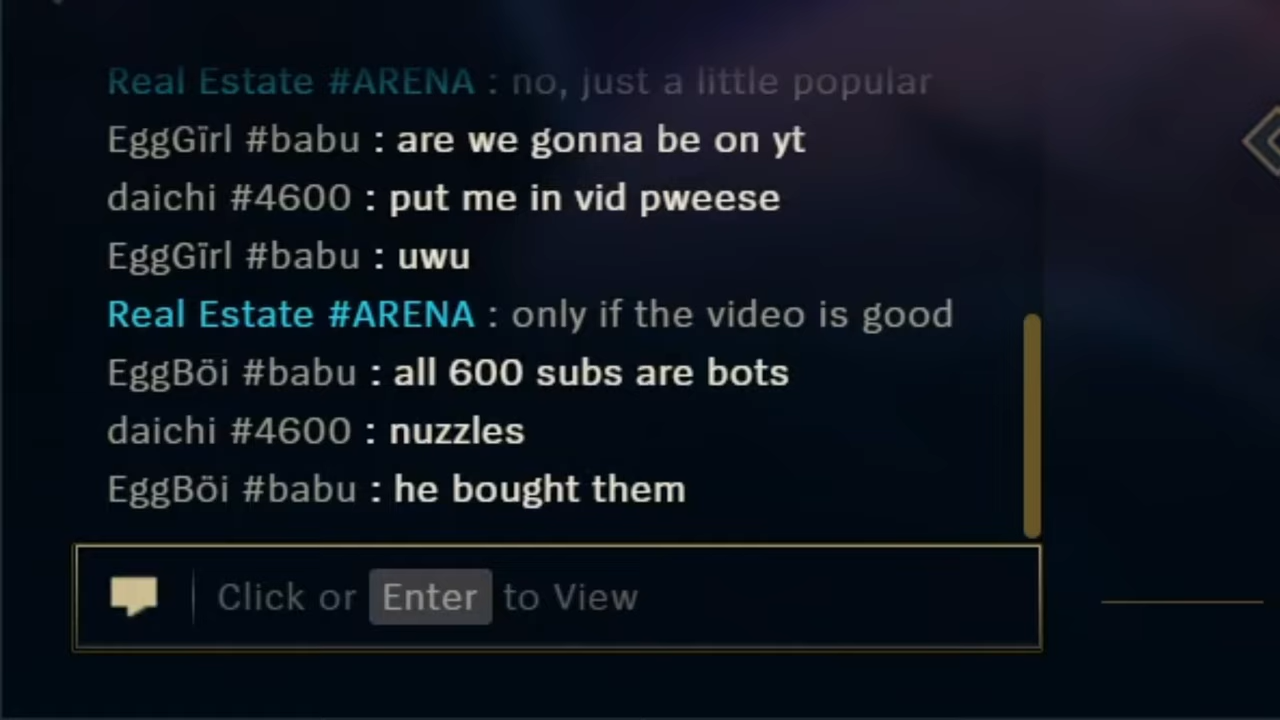 Real Estate #ARENA : no, just a little popular
EggGïrl #babu : are we gonna be on yt
daichi #4600 : put me in vid pweese
EggGïrl #babu : uwu
Real Estate #ARENA : only if the video is good
EggBöi #babu : all 600 subs are bots
daichi #4600 : nuzzles
EggBöi #babu : he bought them
Click or Enter to View